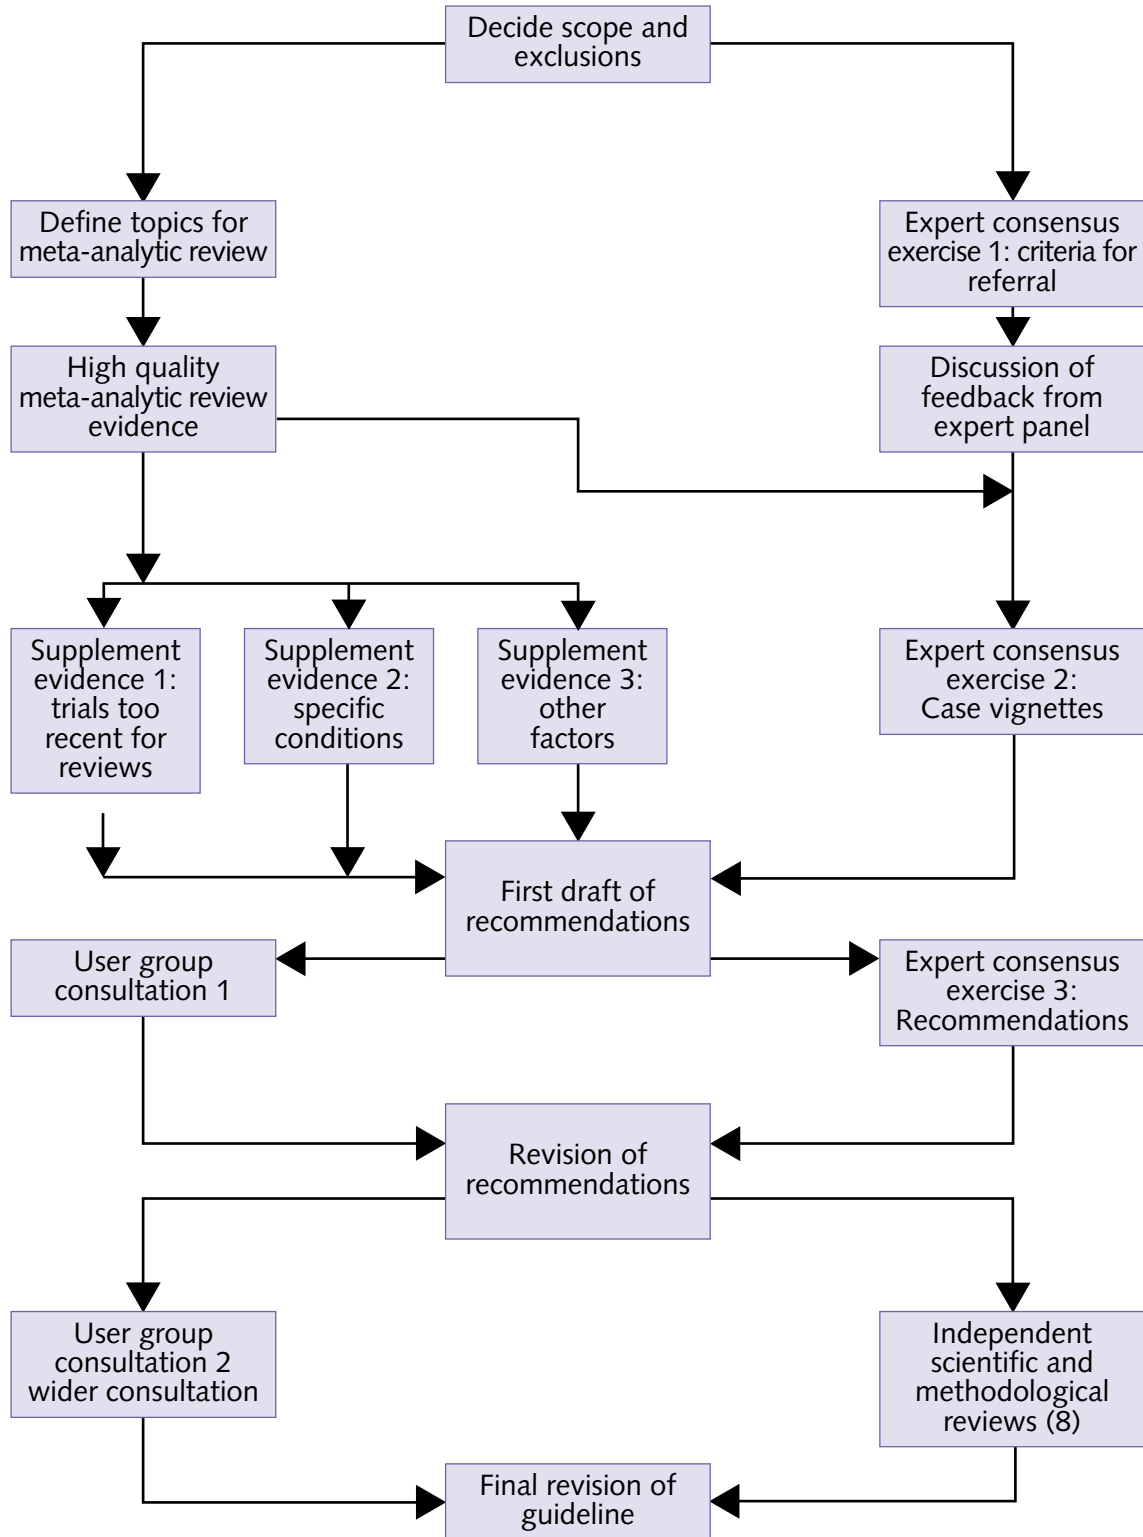 Decide scope and
exclusions
Define topics for
meta-analytic review
Expert consensus
exercise 1: criteria for
referral
High quality
meta-analytic review
evidence
Discussion of
feedback from
expert panel
Supplement
evidence 1:
trials too
recent for
reviews
Supplement
evidence 2:
specific
conditions
Supplement
evidence 3:
other
factors
Expert consensus
exercise 2:
Case vignettes
First draft of
recommendations
User group
consultation 1
Expert consensus
exercise 3:
Recommendations
Revision of
recommendations
User group
consultation 2
wider consultation
Independent
scientific and
methodological
reviews (8)
Final revision of
guideline